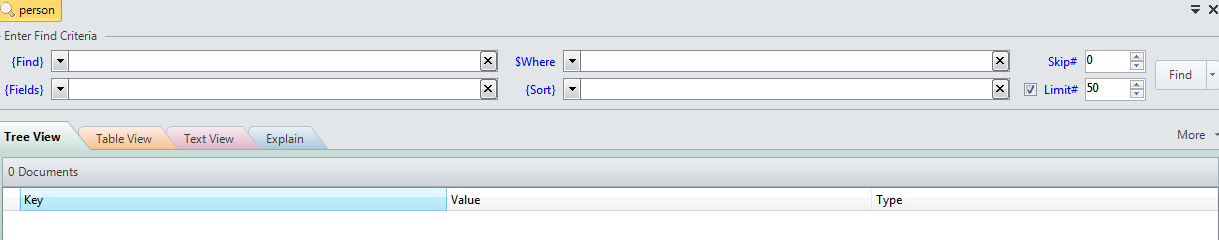 person
Enter Find Criteria
{Find} $Where Skip# 0
Find
{Fields} {Sort} Limit# 50
Tree View Table View Text View Explain More
0 Documents
Key Value Type